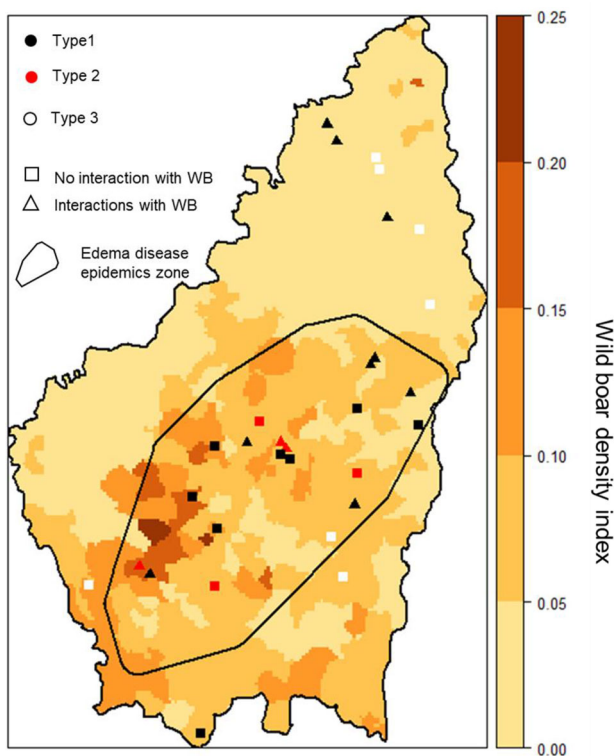 Type1
Type 2
Type 3
No interaction with WB
Interactions with WB
Edema disease
epidemics zone
0.25
0.20
0.15
0.10
0.05
0.00
Wild boar density index